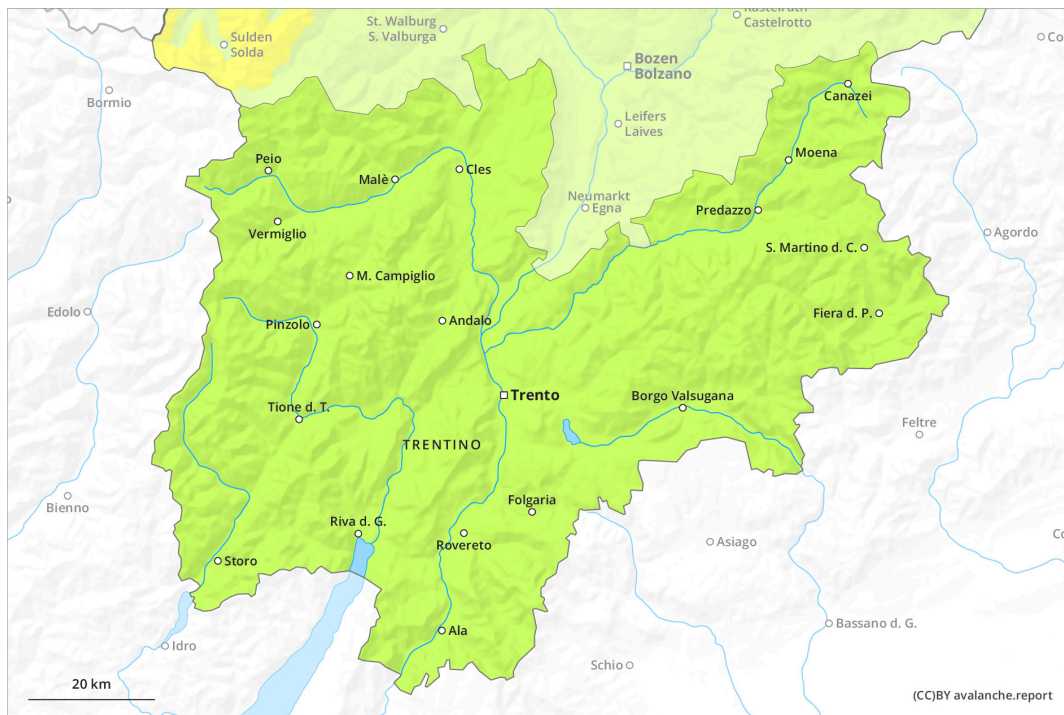 Kastelruth
Castelrotto
St. Walburg
S. Valburga
Sulden
Solda
Bozen
Bolzano
Bormio
Canazei
Leifers
Laives
Moena
Peio
Malè
Cles
Neumarkt
Egna
Predazzo
Vermiglio
Agordo
S. Martino d. C.
M. Campiglio
Edolo
Pinzolo
Andalo
Fiera d. P.
Trento
Borgo Valsugana
Tione d. T.
Feltre
TRENTINO
Bienno
Folgaria
Riva d. G.
Rovereto
Asiago
Storo
Bassano d. G.
Ala
Idro
Schio
20 km
(CC)BY avalanche.report